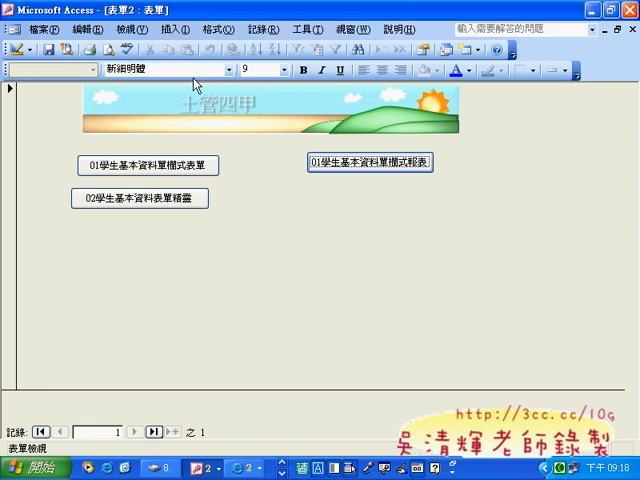 Microsoft Access - [表單2 : 表單]
檔案(F) 編輯(E) 檢視(V) 插入(I) 格式(O) 記錄(R) 工具(T) 視窗(W) 說明(H) 輸入需要解答的問題
新細明體 9 B I U A
土管四甲
01學生基本資料單欄式表單 01學生基本資料單欄式報表
02學生基本資料表單精靈
記錄: 1 之 1
http://3cc.cc/10g
吳清輝老師錄製
表單檢視
開始 8. 2 2 A 下午 09:18